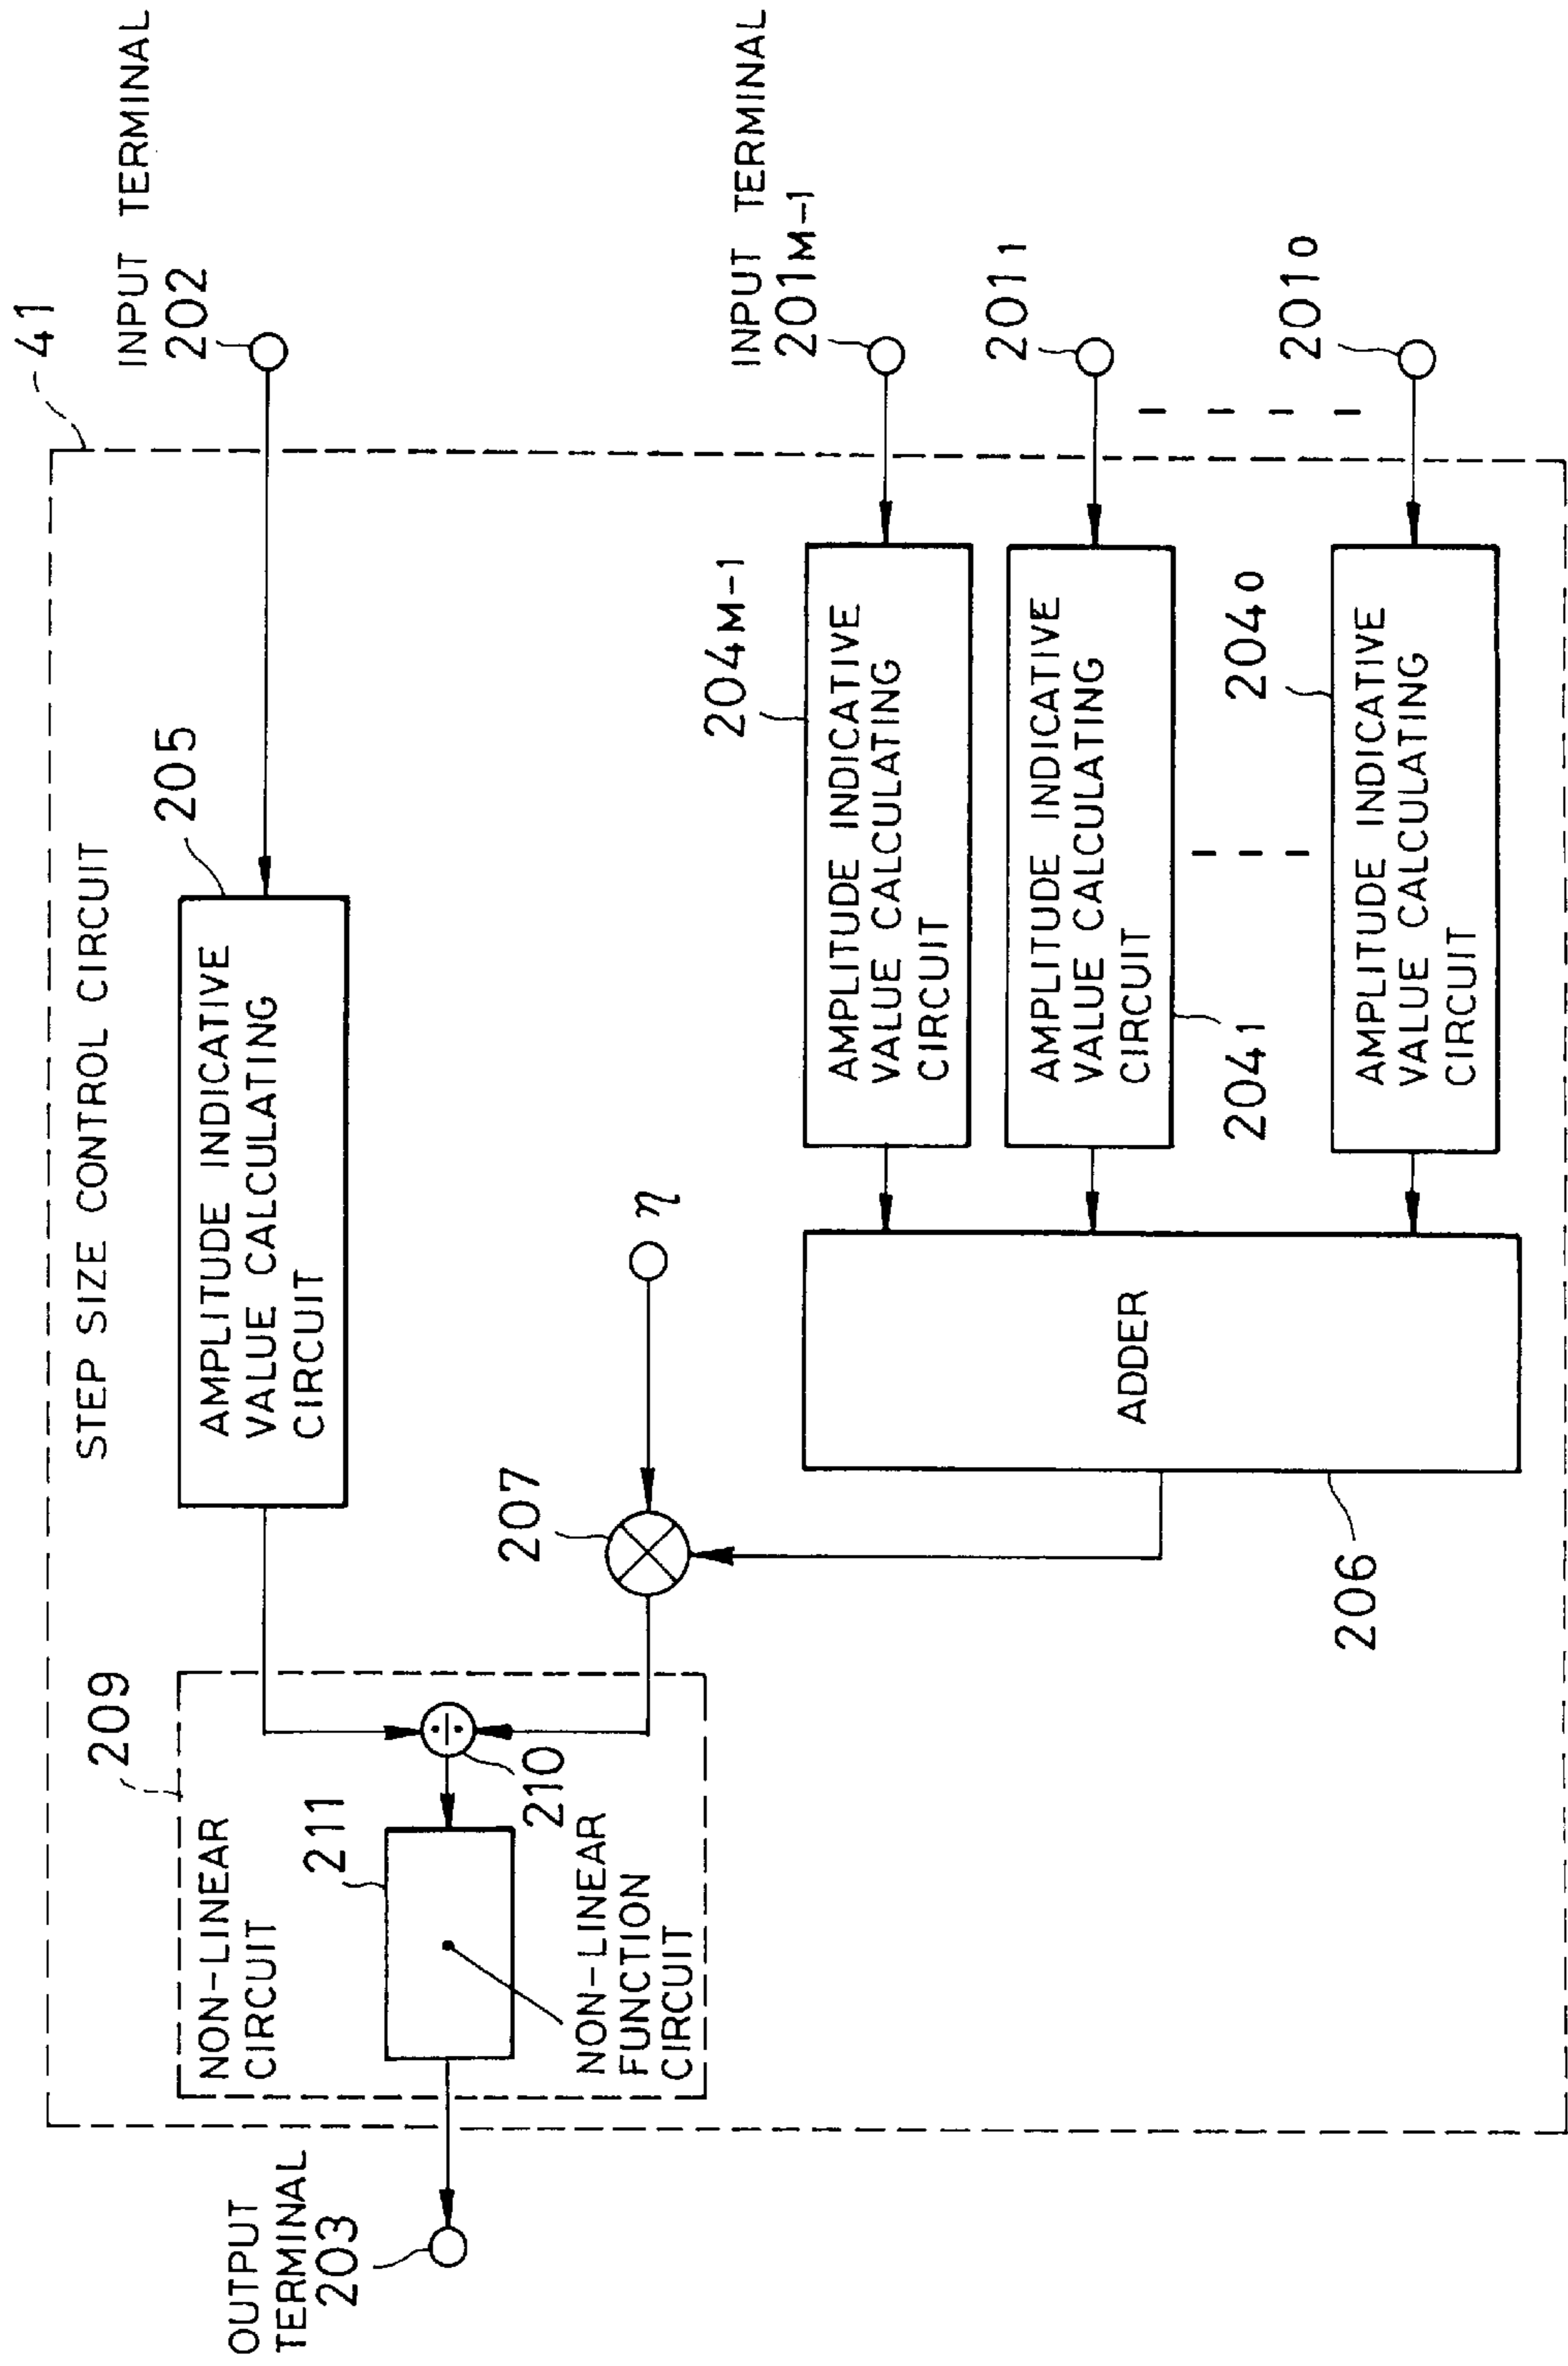 STEP SIZE CONTROL CIRCUIT
41
INPUT TERMINAL
202
205
AMPLITUDE INDICATIVE
VALUE CALCULATING
CIRCUIT
209
NON-LINEAR
CIRCUIT
211
÷
210
NON-LINEAR
FUNCTION
CIRCUIT
OUTPUT
TERMINAL
203
207
η
INPUT TERMINAL
201M-1
204M-1
AMPLITUDE INDICATIVE
VALUE CALCULATING
CIRCUIT
2011
AMPLITUDE INDICATIVE
VALUE CALCULATING
CIRCUIT
2041
2010
2040
AMPLITUDE INDICATIVE
VALUE CALCULATING
CIRCUIT
ADDER
206